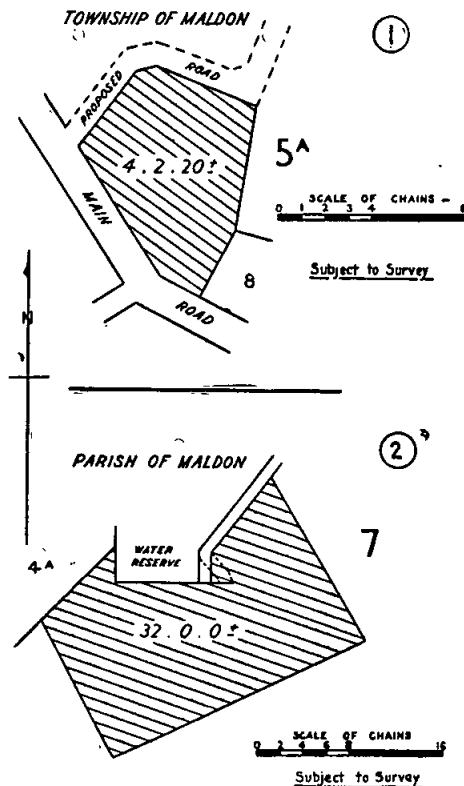 TOWNSHIP OF MALDON
1
PROPOSED ROAD
4.2.20±
5A
MAIN ROAD
8
SCALE OF CHAINS
0 1 2 3 4 8
Subject to Survey
N
PARISH OF MALDON
2
WATER
RESERVE
4A
7
32.0.0±
SCALE OF CHAINS
0 2 4 6 8 16
Subject to Survey